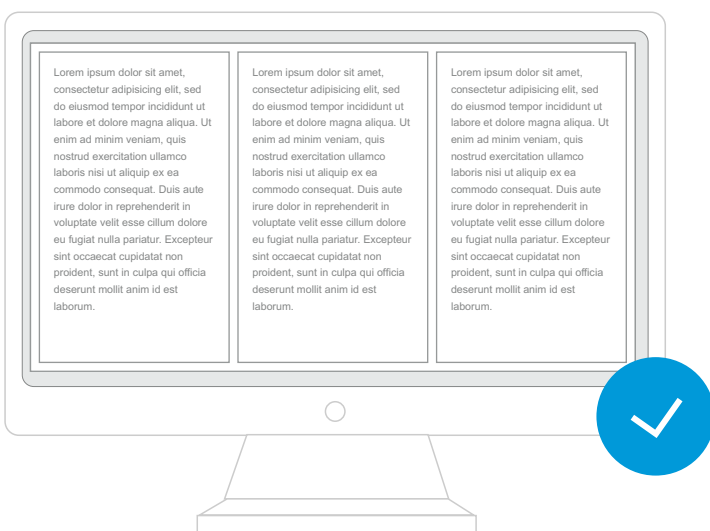 Lorem ipsum dolor sit amet,
consectetur adipisicing elit, sed
do eiusmod tempor incididunt ut
labore et dolore magna aliqua. Ut
enim ad minim veniam, quis
nostrud exercitation ullamco
laboris nisi ut aliquip ex ea
commodo consequat. Duis aute
irure dolor in reprehenderit in
voluptate velit esse cillum dolore
eu fugiat nulla pariatur. Excepteur
sint occaecat cupidatat non
proident, sunt in culpa qui officia
deserunt mollit anim id est
laborum.
Lorem ipsum dolor sit amet,
consectetur adipisicing elit, sed
do eiusmod tempor incididunt ut
labore et dolore magna aliqua. Ut
enim ad minim veniam, quis
nostrud exercitation ullamco
laboris nisi ut aliquip ex ea
commodo consequat. Duis aute
irure dolor in reprehenderit in
voluptate velit esse cillum dolore
eu fugiat nulla pariatur. Excepteur
sint occaecat cupidatat non
proident, sunt in culpa qui officia
deserunt mollit anim id est
laborum.
Lorem ipsum dolor sit amet,
consectetur adipisicing elit, sed
do eiusmod tempor incididunt ut
labore et dolore magna aliqua. Ut
enim ad minim veniam, quis
nostrud exercitation ullamco
laboris nisi ut aliquip ex ea
commodo consequat. Duis aute
irure dolor in reprehenderit in
voluptate velit esse cillum dolore
eu fugiat nulla pariatur. Excepteur
sint occaecat cupidatat non
proident, sunt in culpa qui officia
deserunt mollit anim id est
laborum.